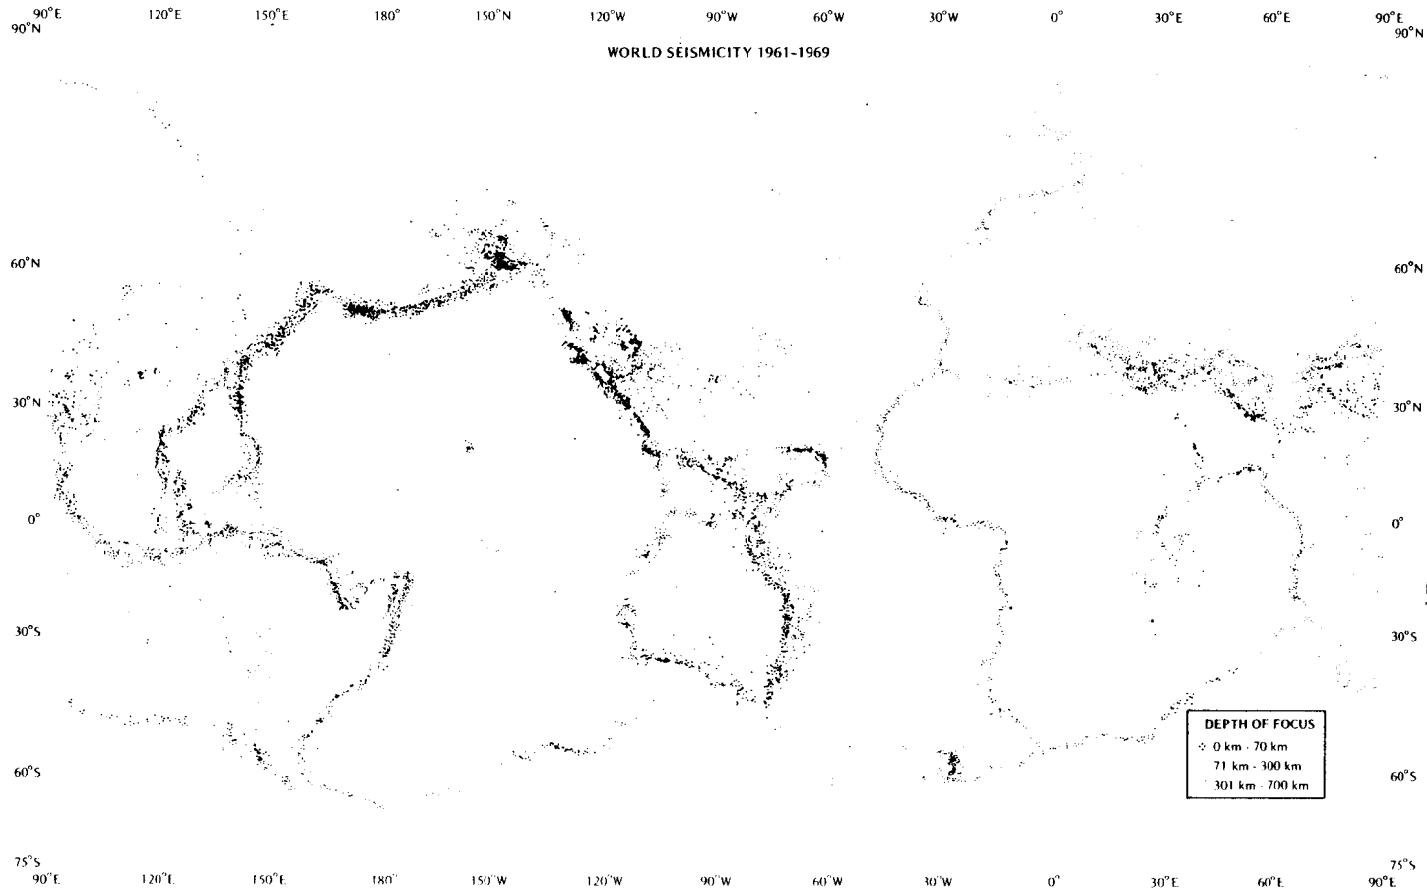 90°E 120°E 150°E 180° 150°N 120°W 90°W 60°W 30°W 0° 30°E 60°E 90°E
90°N 90°N
WORLD SEISMICITY 1961-1969
60°N 60°N
30°N 30°N
0° 0°
30°S 30°S
DEPTH OF FOCUS
0 km - 70 km
71 km - 300 km
301 km - 700 km
60°S 60°S
75°S 75°S
90°E 120°E 150°E 180° 150°W 120°W 90°W 60°W 30°W 0° 30°E 60°E 90°E